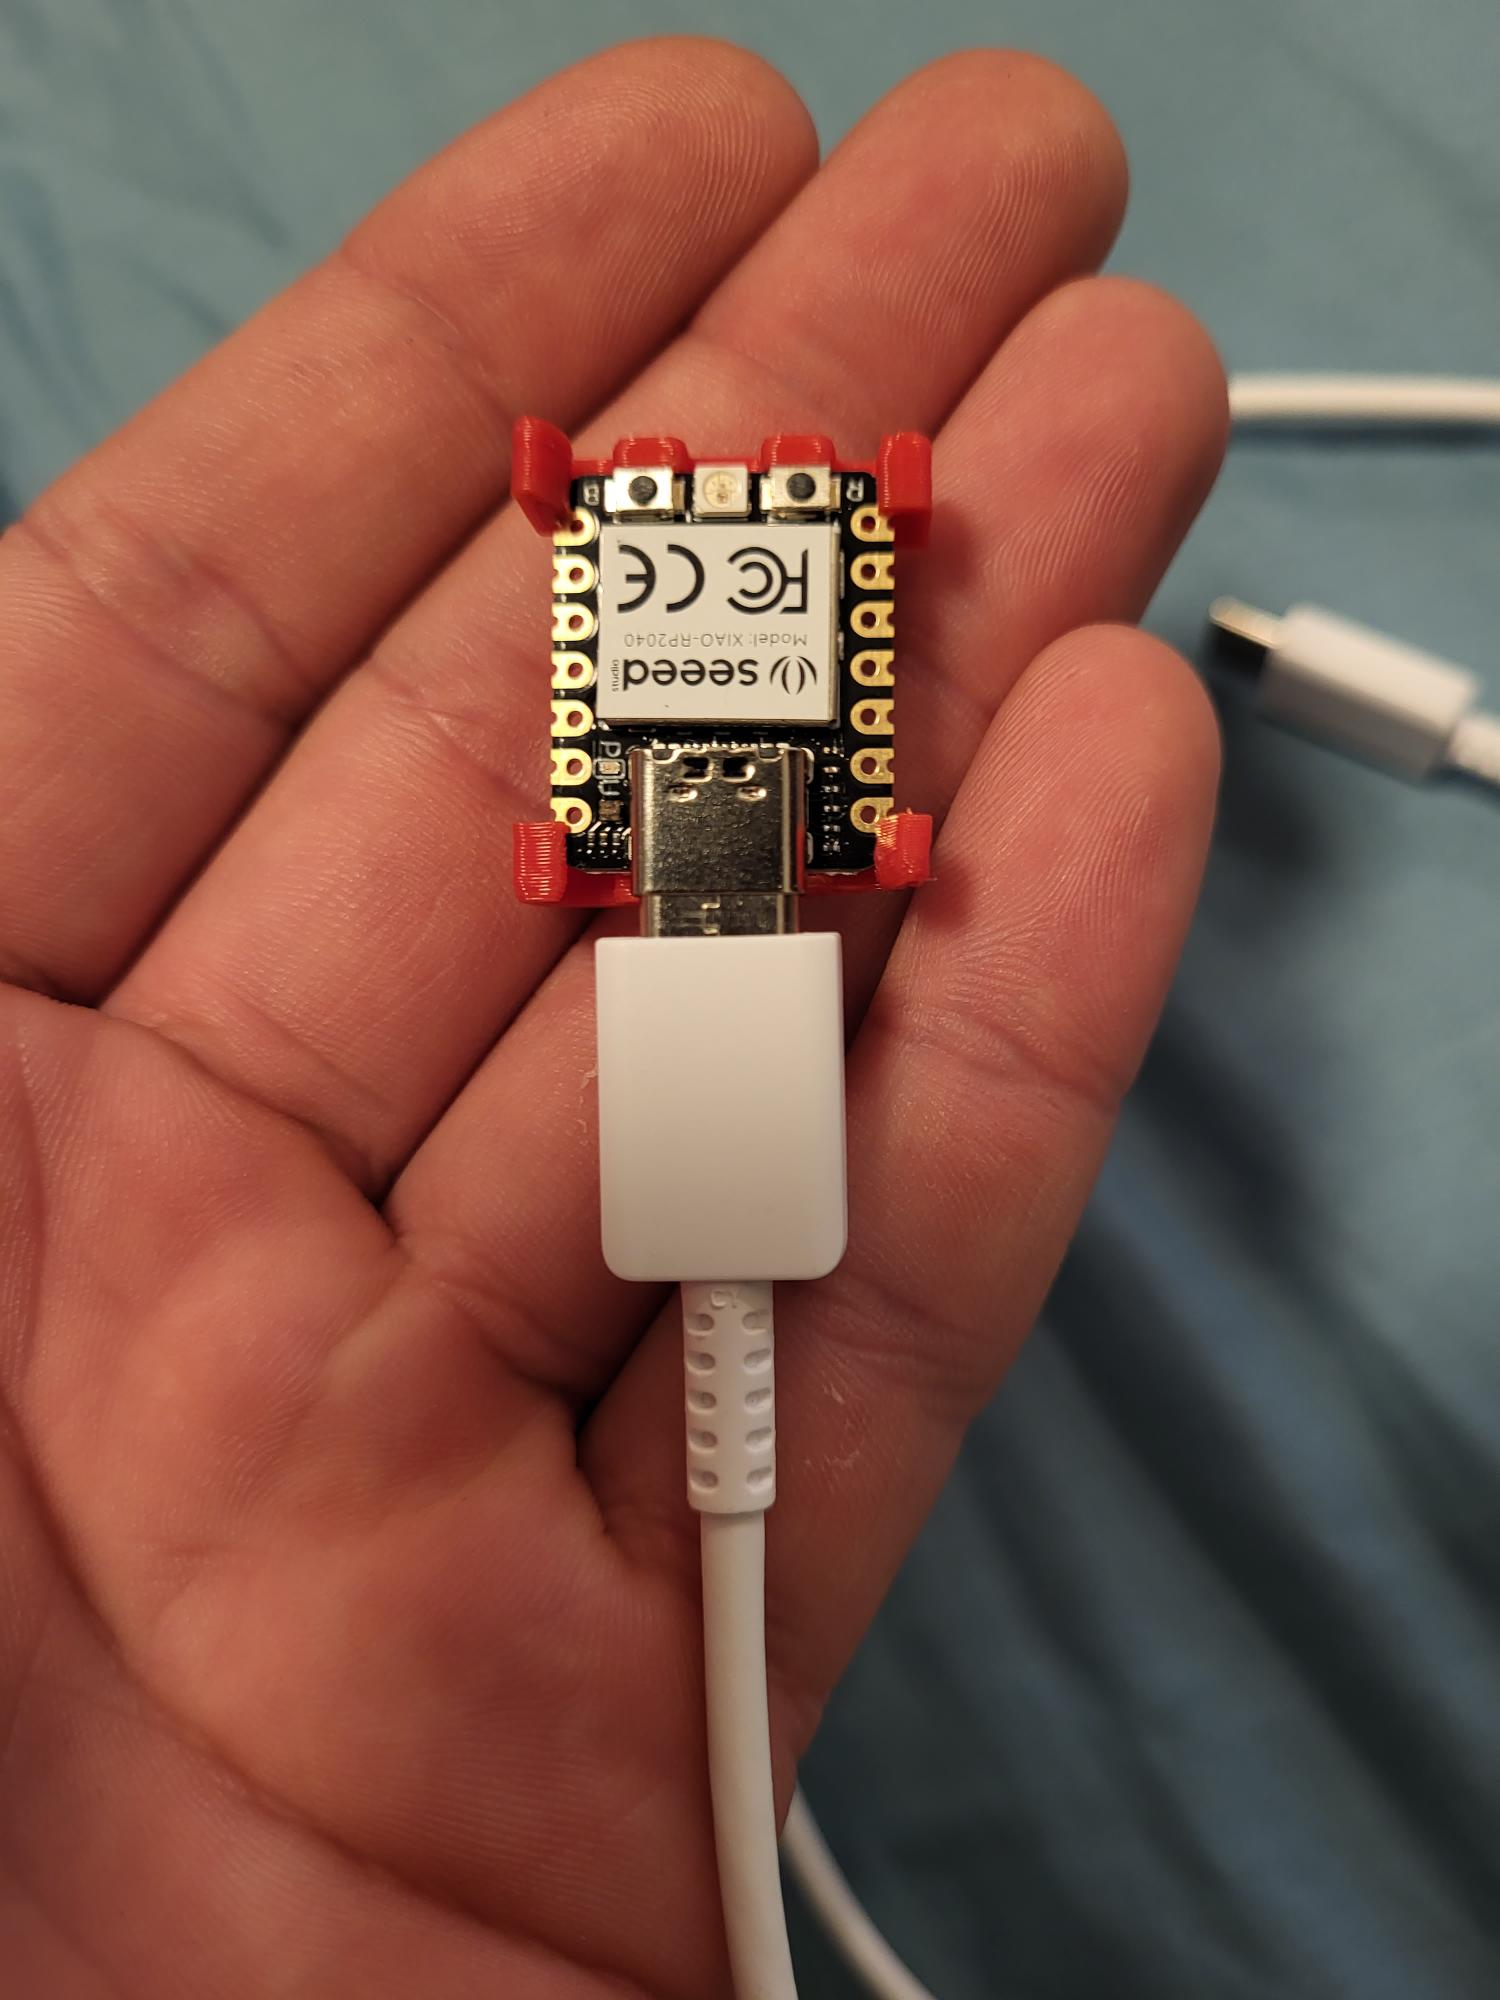 seeed
studio
Model: XIAO-RP2040
FC CE
B
R